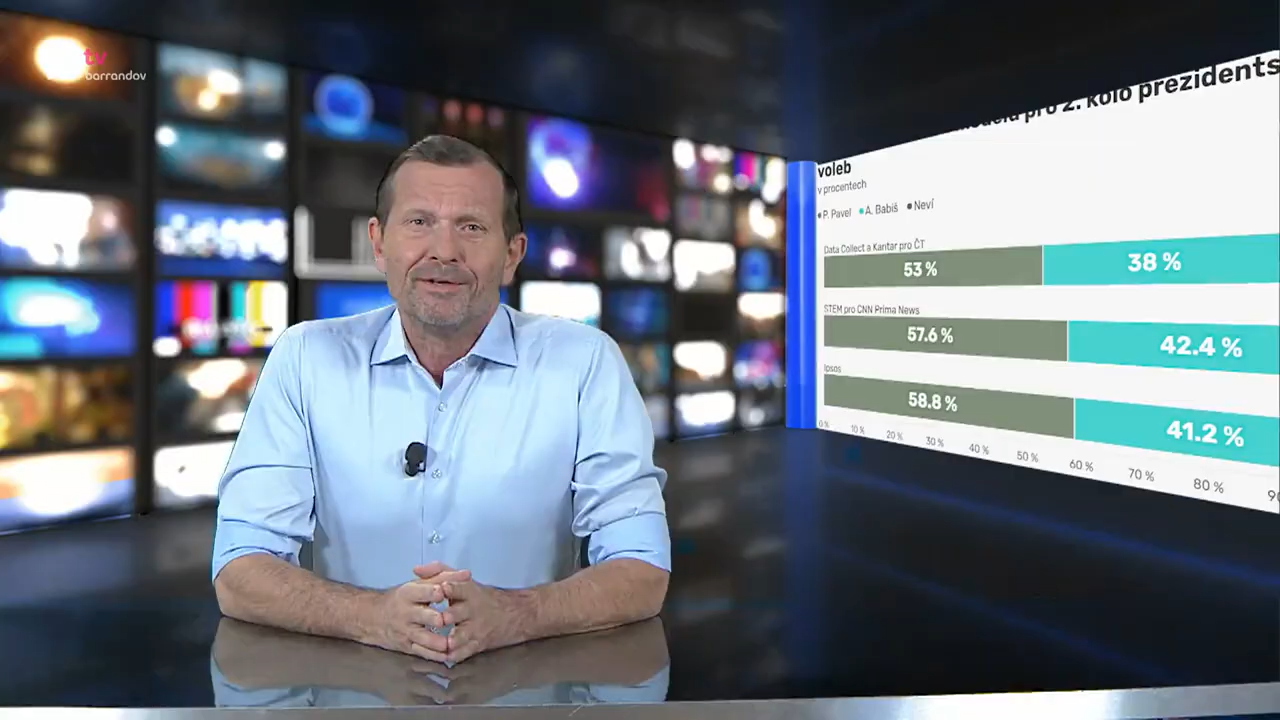 tv
barrandov
pro 2. kolo prezidents
voleb
v procentech
P. Pavel A. Babiš Neví
Data Collect a Kantar pro ČT
53 % 38 %
STEM pro CNN Prima News
57.6 % 42.4 %
Ipsos
58.8 % 41.2 %
0 % 10 % 20 % 30 % 40 % 50 % 60 % 70 % 80 % 90